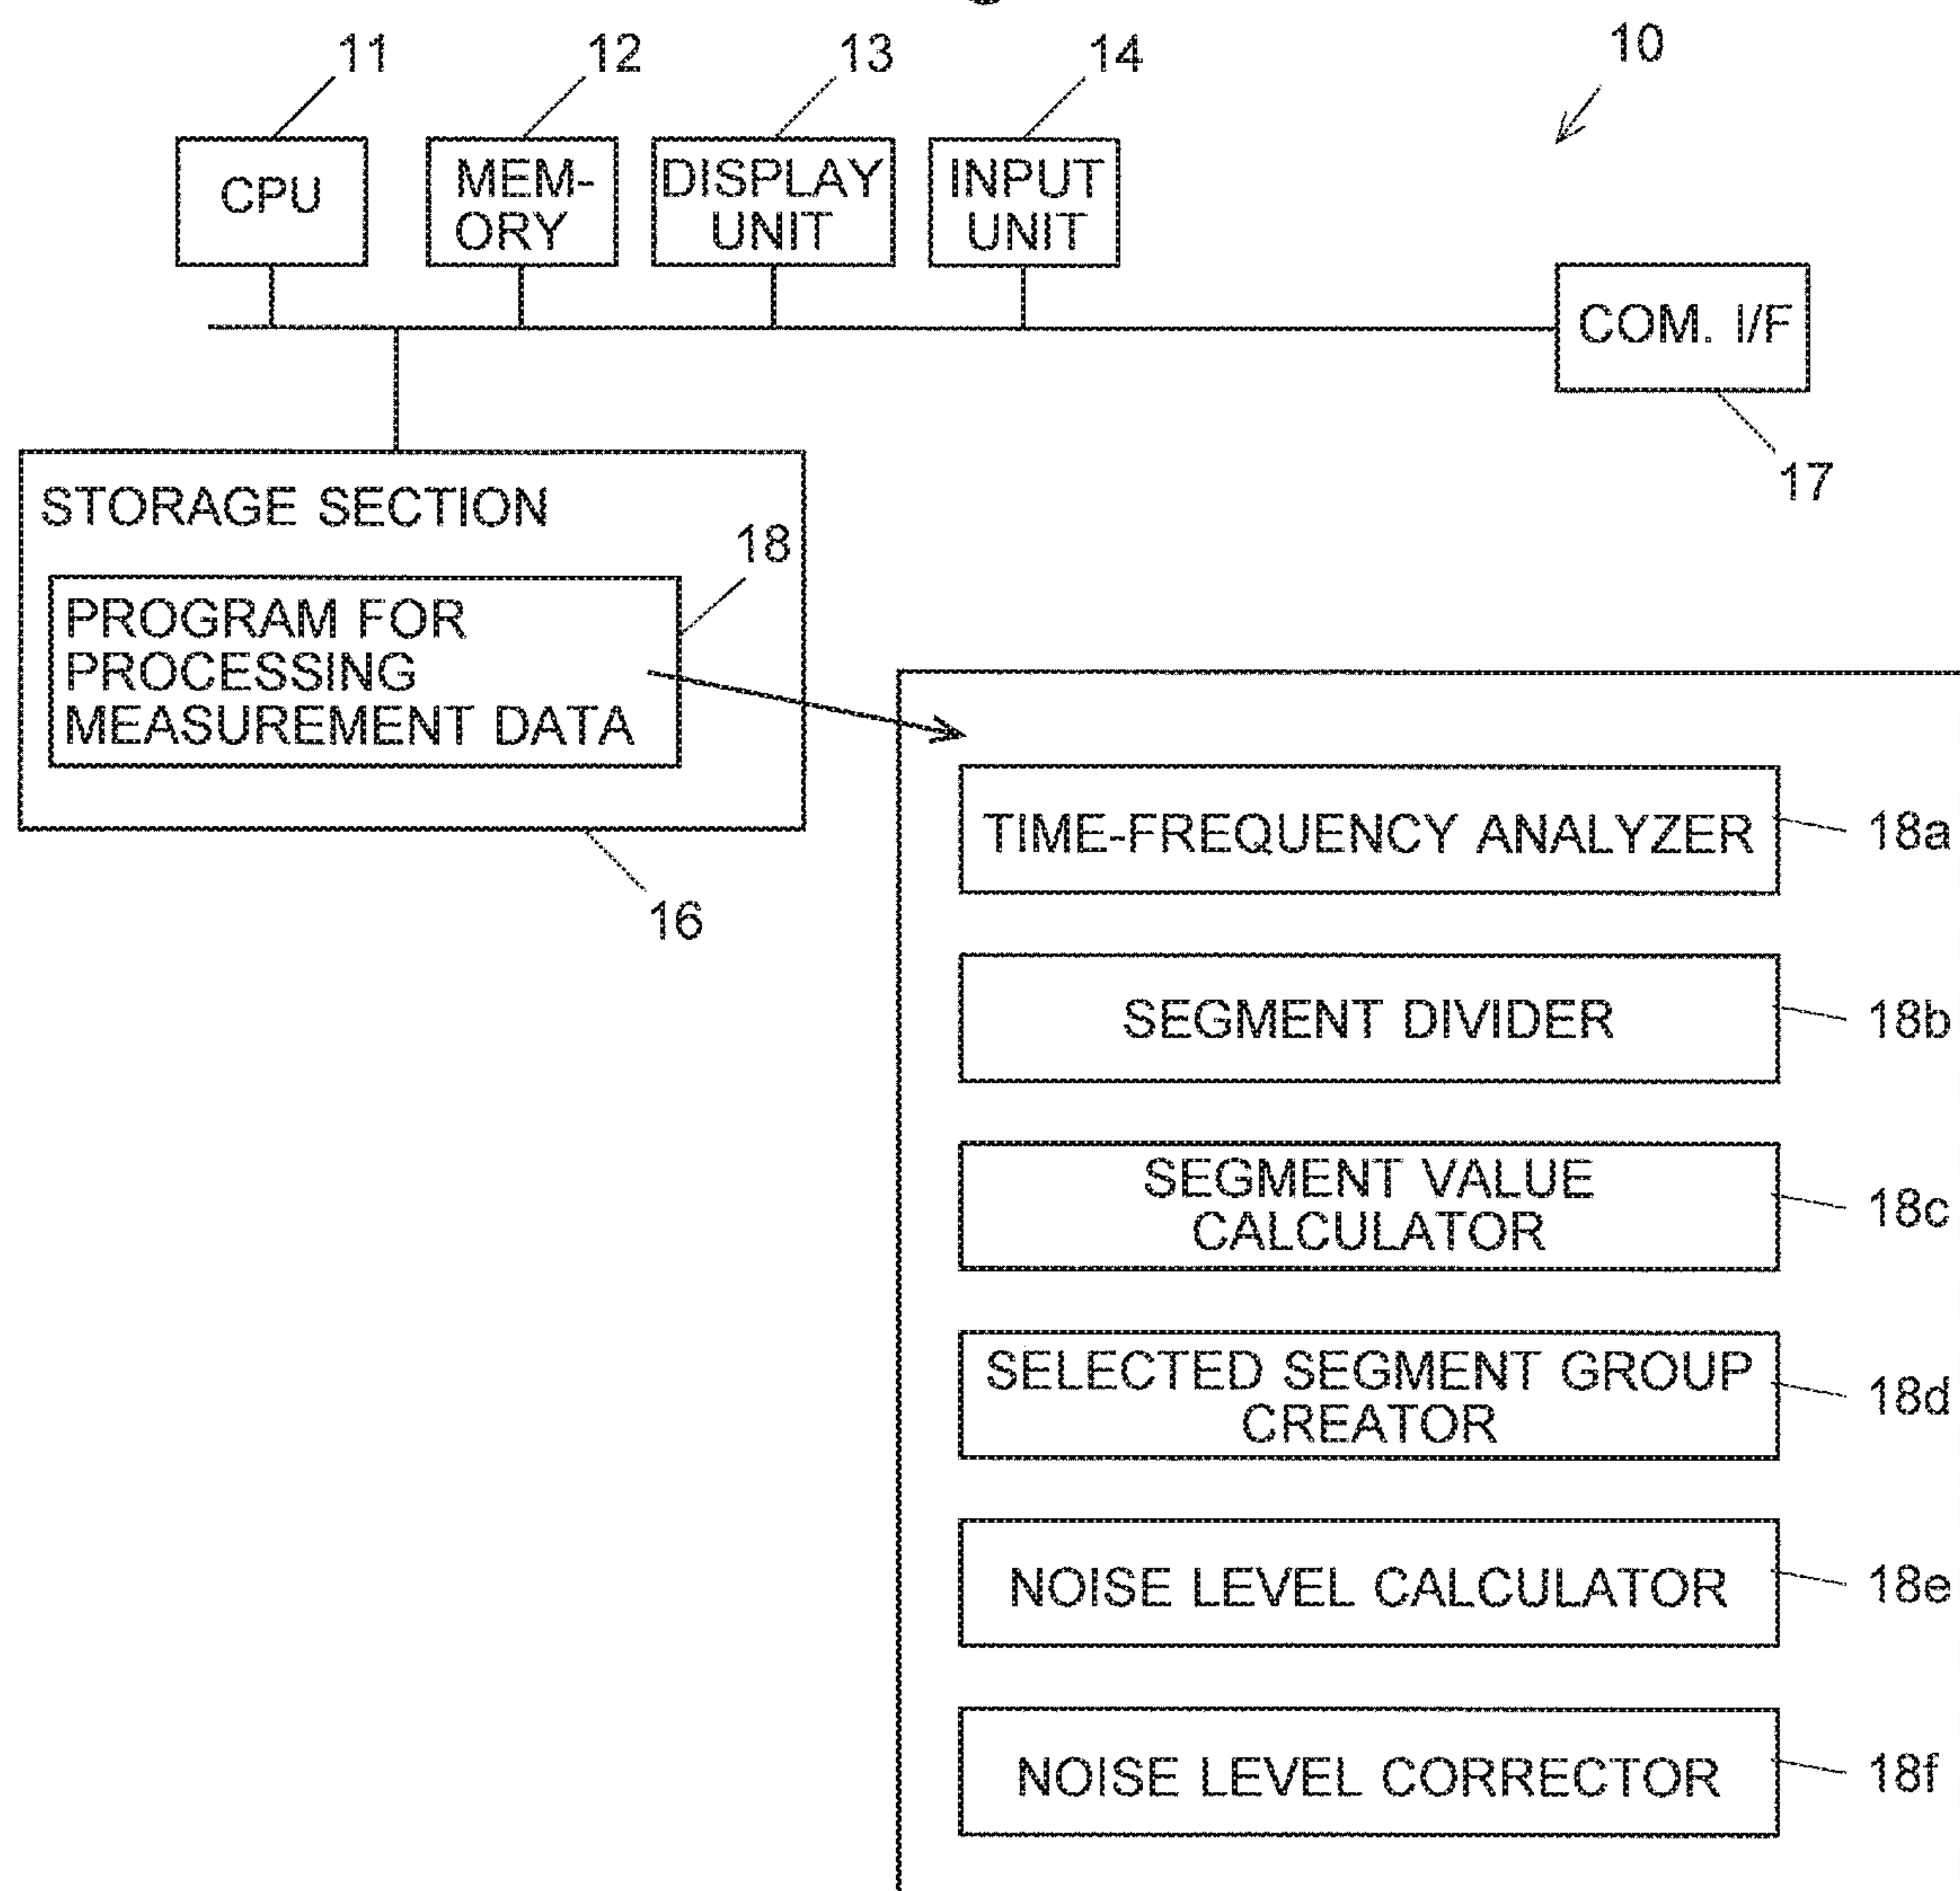 11
12
13
14
10
CPU
MEM-
ORY
DISPLAY
UNIT
INPUT
UNIT
COM. I/F
17
STORAGE SECTION
18
PROGRAM FOR
PROCESSING
MEASUREMENT DATA
16
TIME-FREQUENCY ANALYZER
18a
SEGMENT DIVIDER
18b
SEGMENT VALUE
CALCULATOR
18c
SELECTED SEGMENT GROUP
CREATOR
18d
NOISE LEVEL CALCULATOR
18e
NOISE LEVEL CORRECTOR
18f